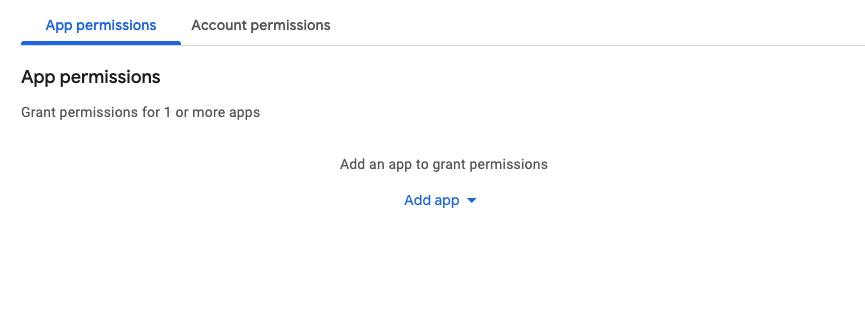 App permissions Account permissions
App permissions
Grant permissions for 1 or more apps
Add an app to grant permissions
Add app